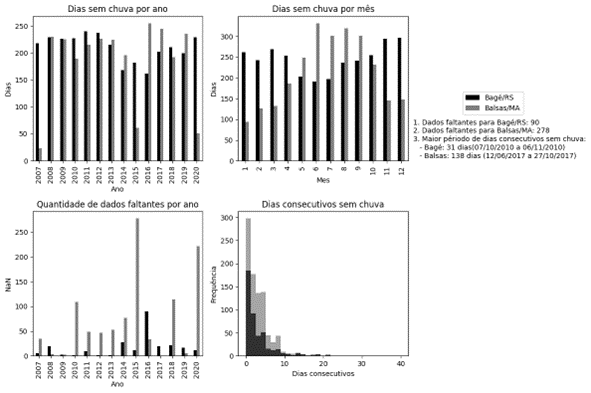 Dias sem chuva por ano
Dias
250
200
150
100
50
0
2007 2008 2009 2010 2011 2012 2013 2014 2015 2016 2017 2018 2019 2020
Ano
Dias sem chuva por mês
Dias
300
250
200
150
100
50
0
1 2 3 4 5 6 7 8 9 10 11 12
Mes
Bagé/RS
Balsas/MA
1. Dados faltantes para Bagé/RS: 90
2. Dados faltantes para Balsas/MA: 278
3. Maior período de dias consecutivos sem chuva:
- Bagé: 31 dias(07/10/2010 a 06/11/2010)
- Balsas: 138 dias (12/06/2017 a 27/10/2017)
Quantidade de dados faltantes por ano
NaN
250
200
150
100
50
0
2007 2008 2009 2010 2011 2012 2013 2014 2015 2016 2017 2018 2019 2020
Ano
Dias consecutivos sem chuva
Frequência
300
250
200
150
100
50
0
0 10 20 30 40
Dias consecutivos